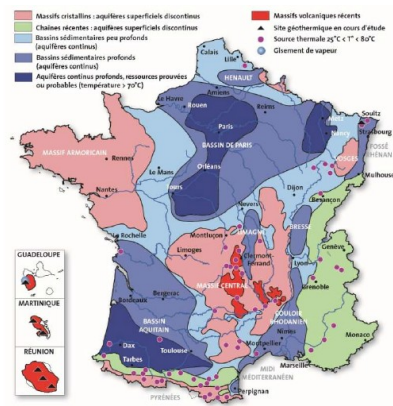 Massifs cristallins : aquifères superficiels discontinus
Chaines récentes : aquifères superficiels discontinus
Bassins sédimentaires peu profonds
(aquifères continus)
Bassins sédimentaires profonds
(aquifères continus)
Aquifères continus profonds, ressources prouvées
ou probables (température > 70°C)
Massifs volcaniques récents
Site géothermique en cours d'étude
Source thermale 25°C < T° < 80°C
Gisement de vapeur
Calais
Lille
HENAULT
Amiens
Le Havre
Rouen
Reims
Paris
BASSIN DE PARIS
Soultz
Strasbourg
FOSSÉ
RHÉNAN
VOSGES
Mulhouse
MASSIF ARMORICAIN
Rennes
Le Mans
Orléans
Tours
Nantes
Dijon
Besançon
Nevers
BRESSE
La Rochelle
Montluçon
LIMAGNE
Limoges
Clermont-
Ferrand
Genève
Lyon
Grenoble
MASSIF CENTRAL
COULOIR
RHODANIEN
Bergerac
Bordeaux
BASSIN
AQUITAIN
Dax
Toulouse
Tarbes
Nîmes
Montpellier
Monaco
Marseille
MIDI
MÉDITERRANÉEN
Perpignan
PYRÉNÉES
GUADELOUPE
MARTINIQUE
RÉUNION